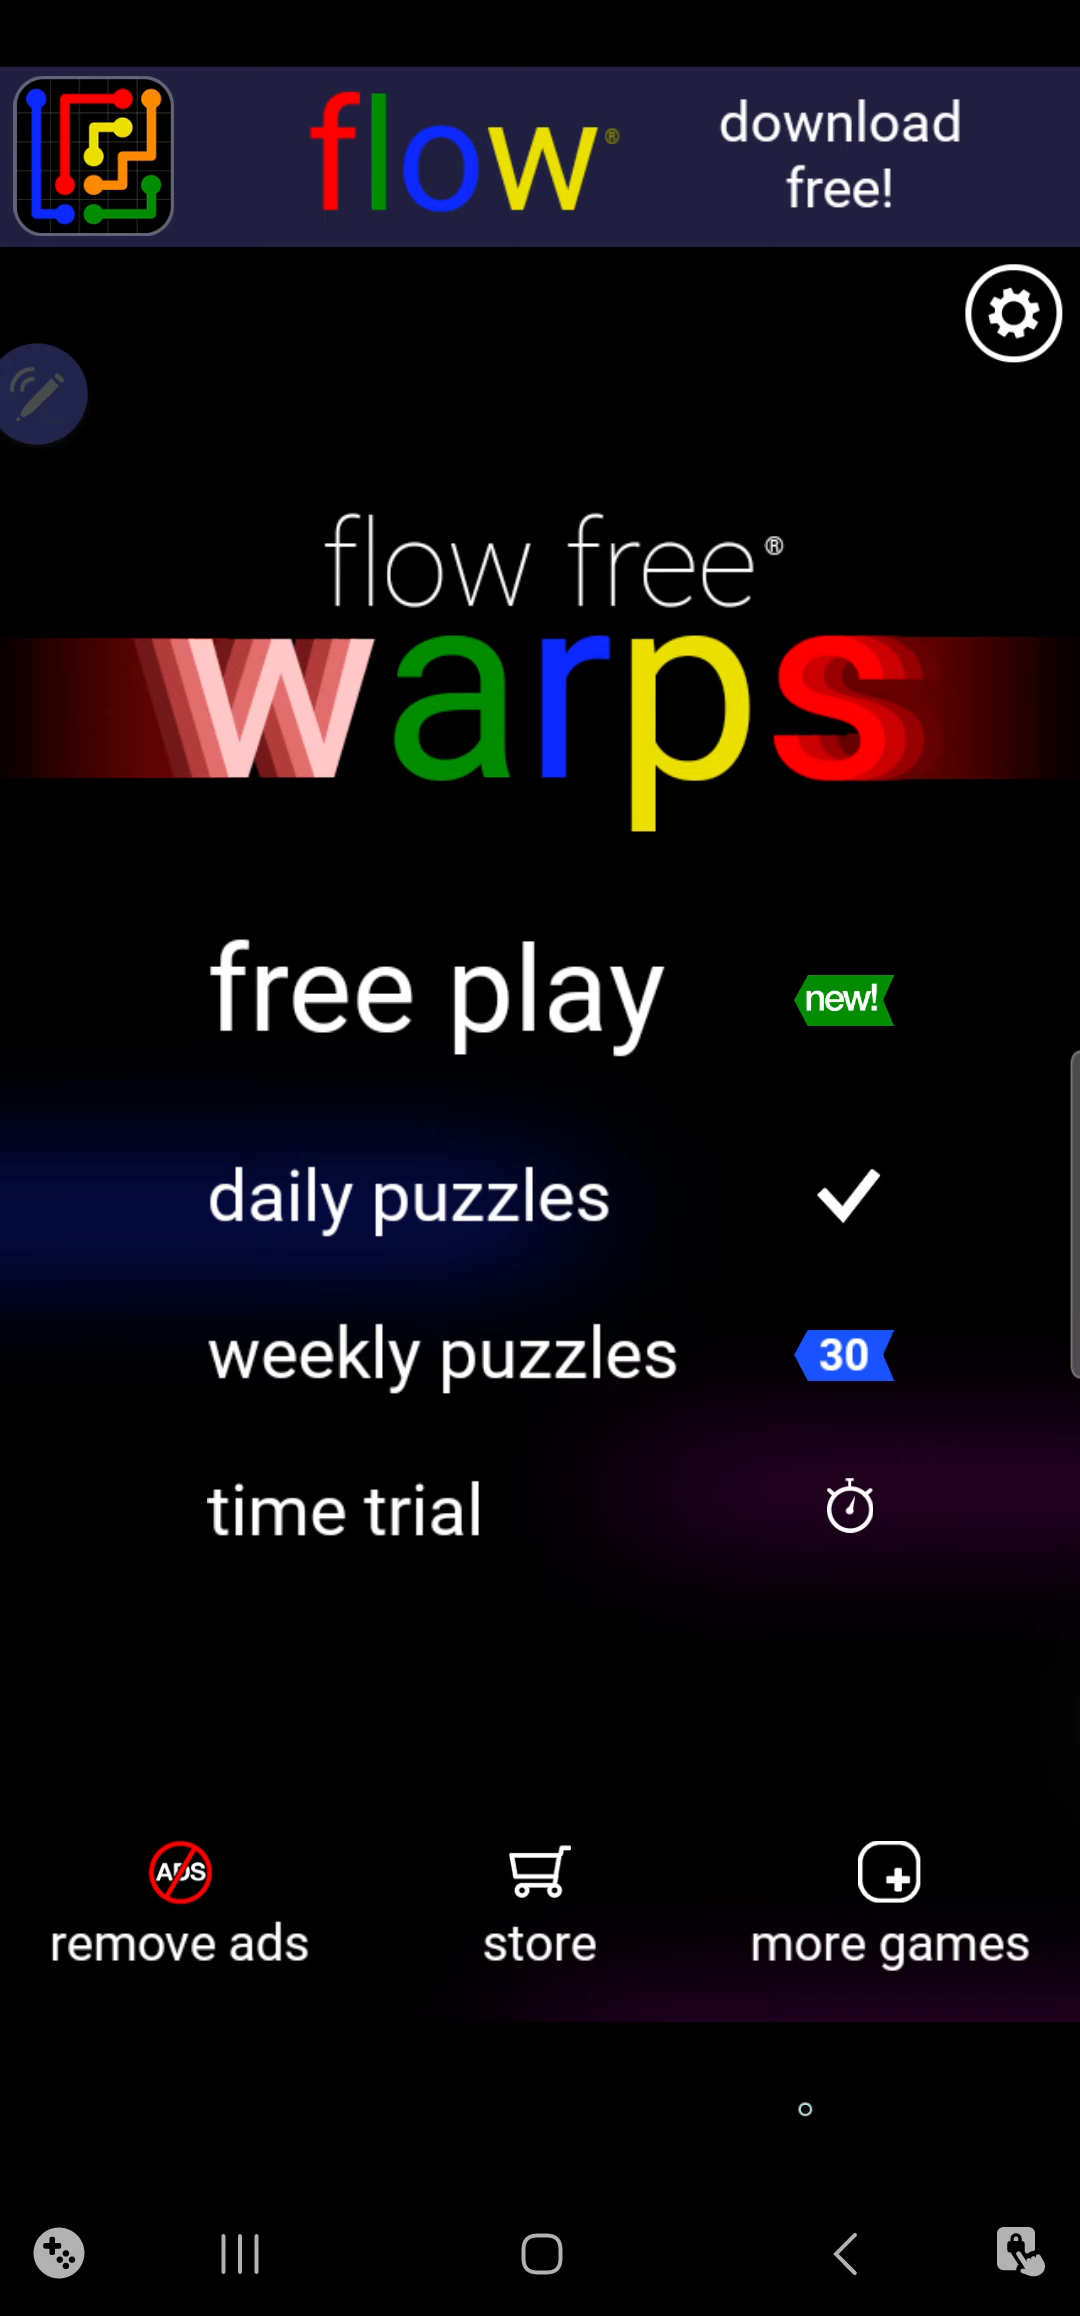 flow®
download
free!
flow free®
warps
free play
new!
daily puzzles
weekly puzzles
30
time trial
ADS
remove ads
store
more games